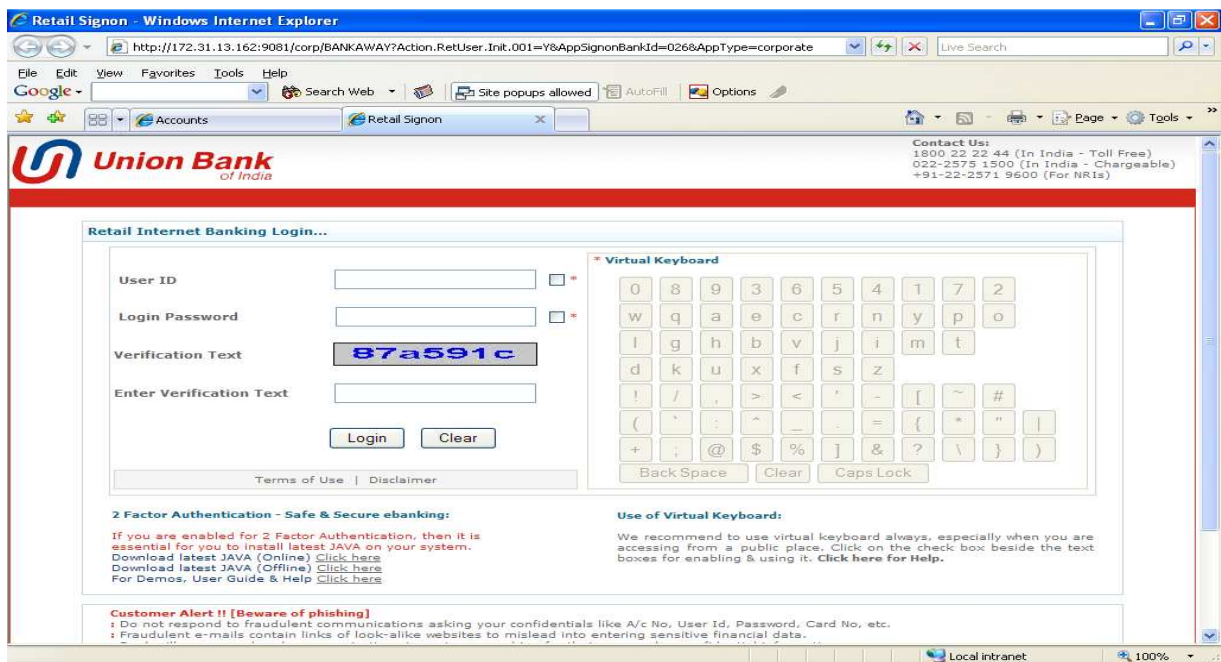 Retail Signon - Windows Internet Explorer
http://172.31.13.162:9081/corp/BANKAWAY?Action.RetUser.Init.001=Y&AppSignonBankId=026&AppType=corporate
Live Search
File Edit View Favorites Tools Help
Google
Search Web
Site popups allowed
AutoFill
Options
Accounts
Retail Signon
Page
Tools
Union Bank
of India
Contact Us:
1800 22 22 44 (In India - Toll Free)
022-2575 1500 (In India - Chargeable)
+91-22-2571 9600 (For NRIs)
Retail Internet Banking Login...
User ID *
Login Password *
Verification Text 87a591c
Enter Verification Text
Login Clear
Terms of Use | Disclaimer
* Virtual Keyboard
0 8 9 3 6 5 4 1 7 2
w q a e c r n y p o
l g h b v j i m t
d k u x f s z
! / , > < ' - [ ~ #
( ` : ^ _ . = { * " |
+ ; @ $ % ] & ? \ } )
Back Space Clear Caps Lock
2 Factor Authentication - Safe & Secure ebanking:
If you are enabled for 2 Factor Authentication, then it is
essential for you to install latest JAVA on your system.
Download latest JAVA (Online) Click here
Download latest JAVA (Offline) Click here
For Demos, User Guide & Help Click here
Use of Virtual Keyboard:
We recommend to use virtual keyboard always, especially when you are
accessing from a public place. Click on the check box beside the text
boxes for enabling & using it. Click here for Help.
Customer Alert !! [Beware of phishing]
: Do not respond to fraudulent communications asking your confidentials like A/c No, User Id, Password, Card No, etc.
: Fraudulent e-mails contain links of look-alike websites to mislead into entering sensitive financial data.
Local intranet
100%